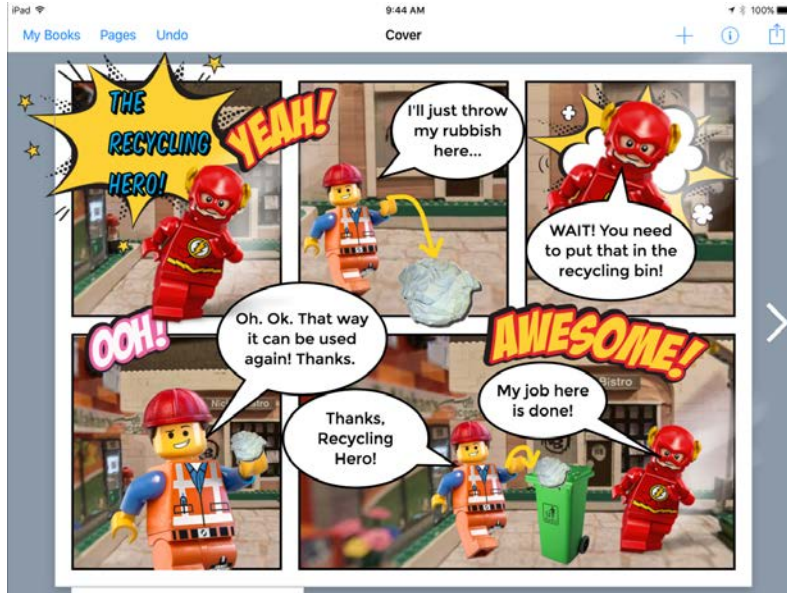 iPad
9:44 AM
100%
My Books Pages Undo
Cover
THE
RECYCLING
HERO!
YEAH!
I'll just throw
my rubbish
here...
WAIT! You need
to put that in the
recycling bin!
OOH!
Oh. Ok. That way
it can be used
again! Thanks.
Thanks,
Recycling
Hero!
AWESOME!
My job here
is done!
Bistro